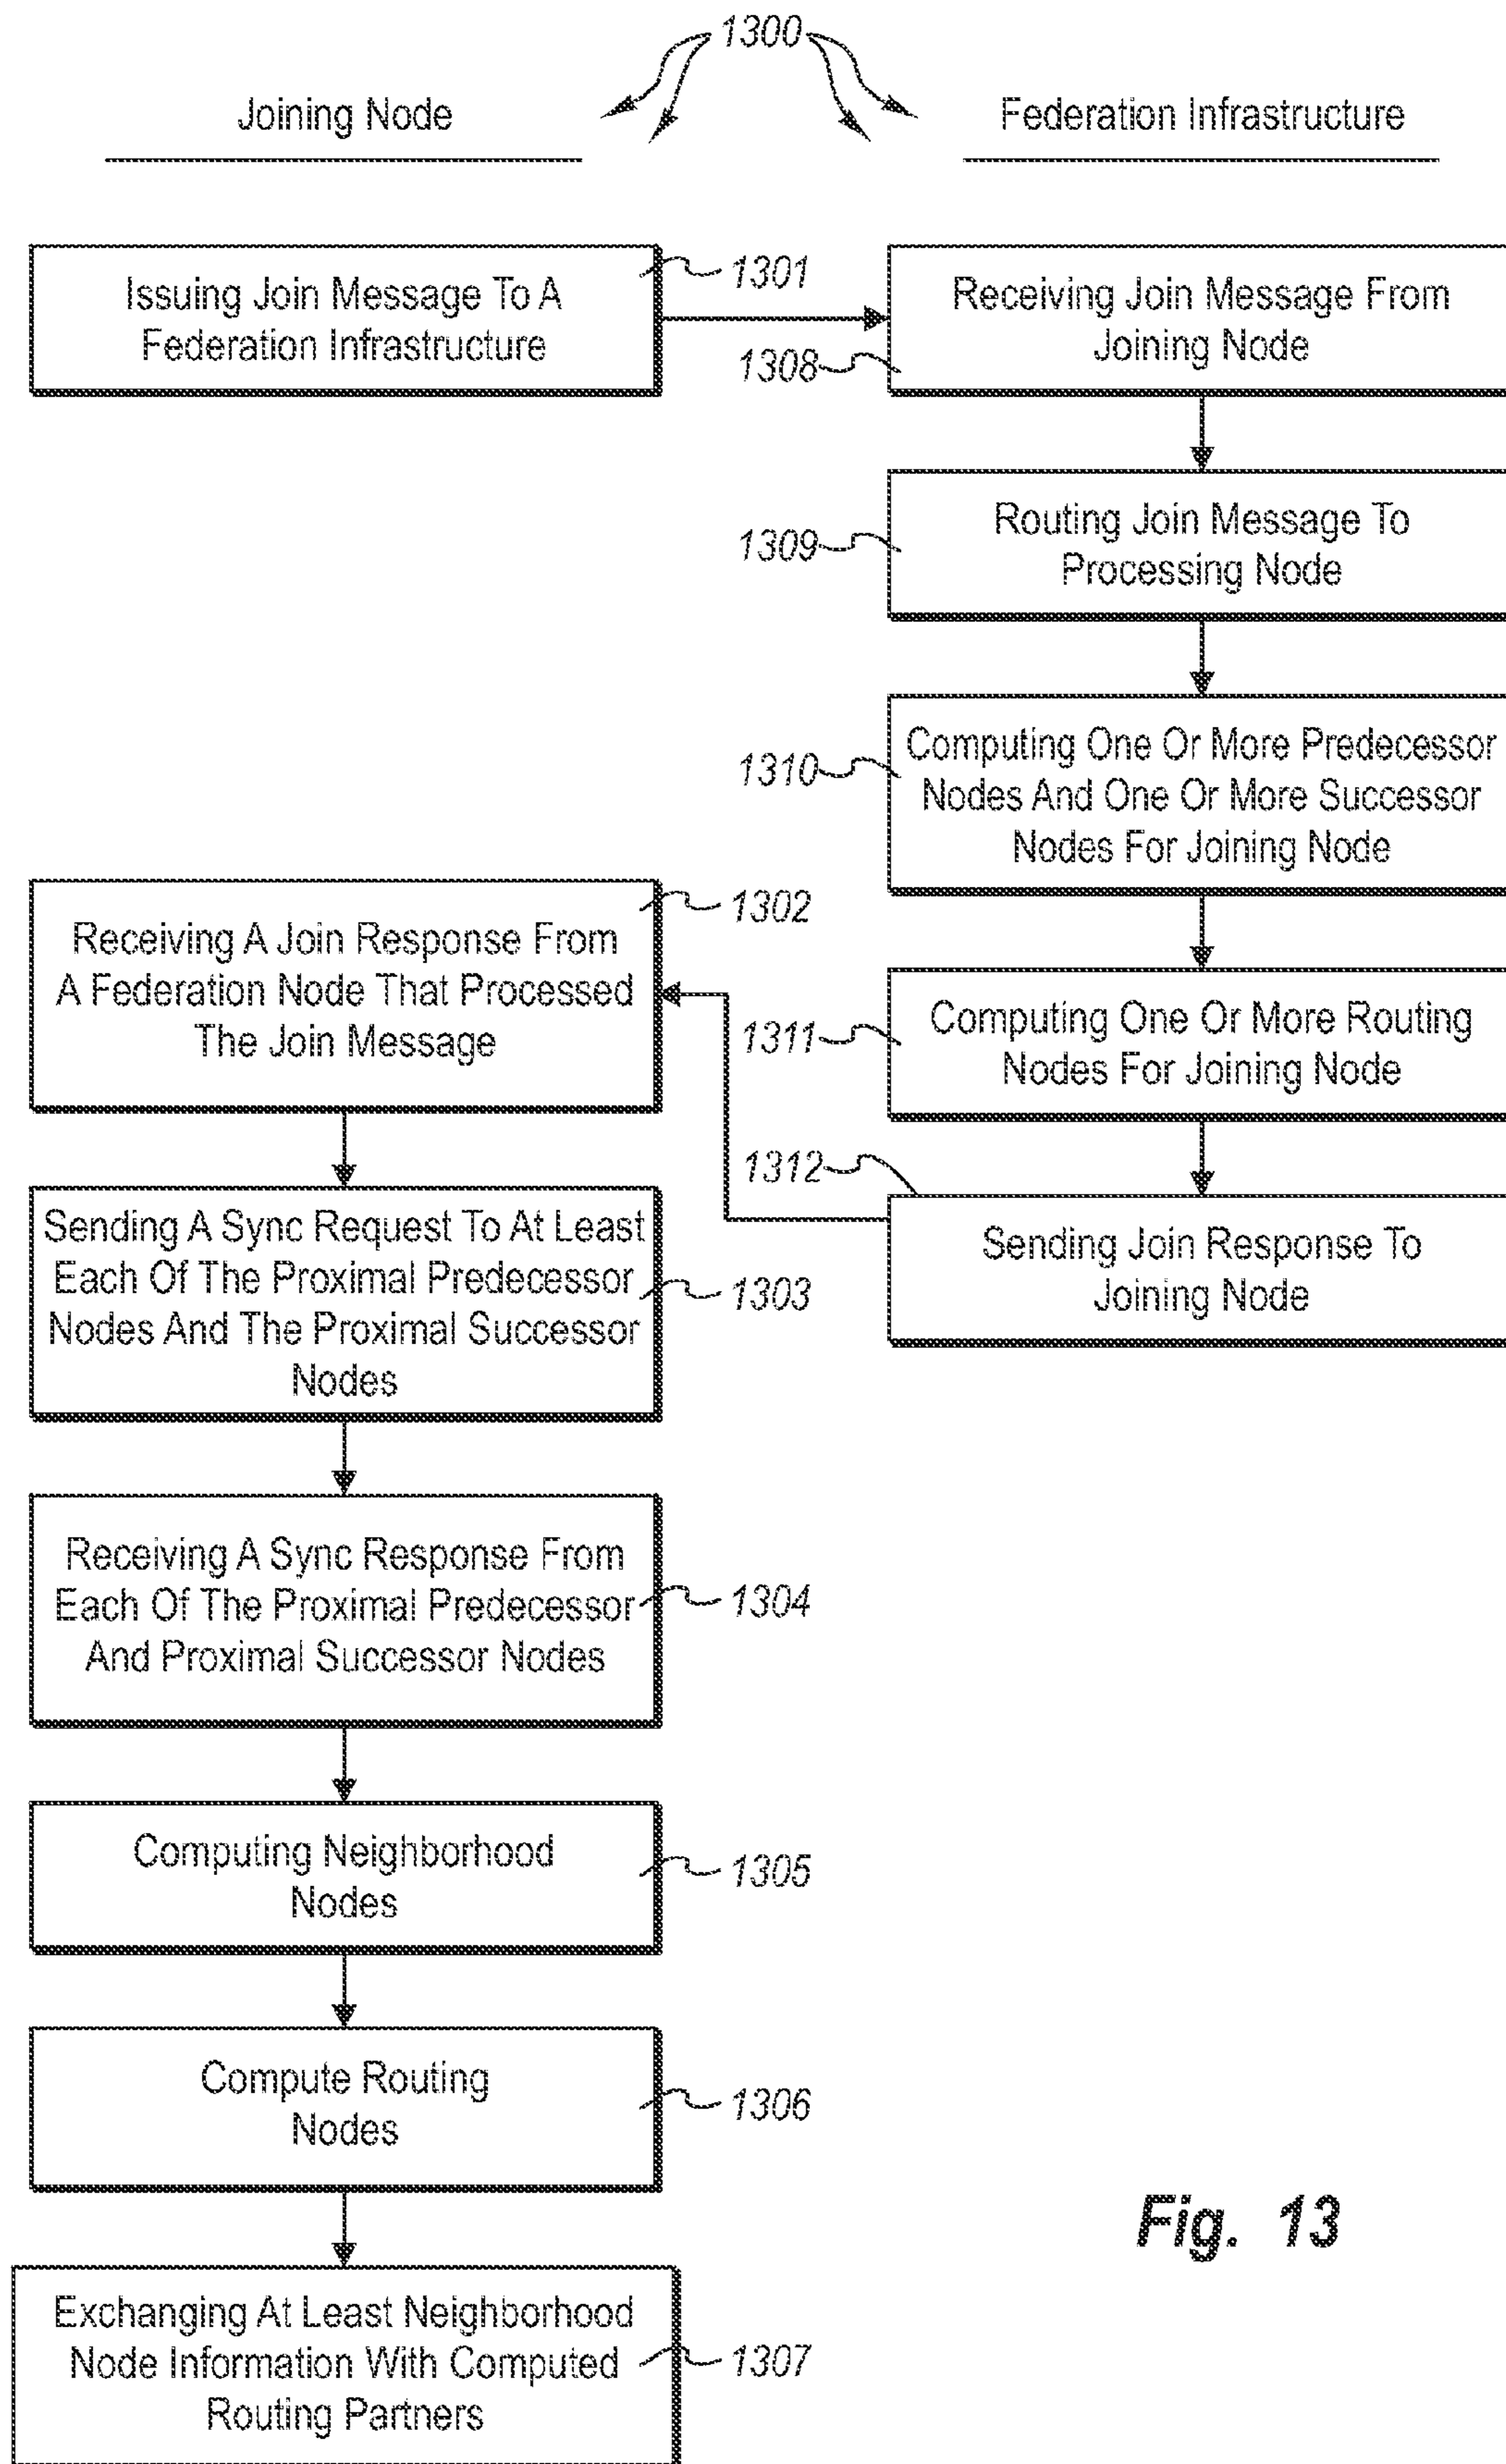 1300
Joining Node
Federation Infrastructure
Issuing Join Message To A
Federation Infrastructure
1301
Receiving Join Message From
Joining Node
1308
Routing Join Message To
Processing Node
1309
Computing One Or More Predecessor
Nodes And One Or More Successor
Nodes For Joining Node
1310
Computing One Or More Routing
Nodes For Joining Node
1311
Sending Join Response To
Joining Node
1312
Receiving A Join Response From
A Federation Node That Processed
The Join Message
1302
Sending A Sync Request To At Least
Each Of The Proximal Predecessor
Nodes And The Proximal Successor
Nodes
1303
Receiving A Sync Response From
Each Of The Proximal Predecessor
And Proximal Successor Nodes
1304
Computing Neighborhood
Nodes
1305
Compute Routing
Nodes
1306
Exchanging At Least Neighborhood
Node Information With Computed
Routing Partners
1307
Fig. 13